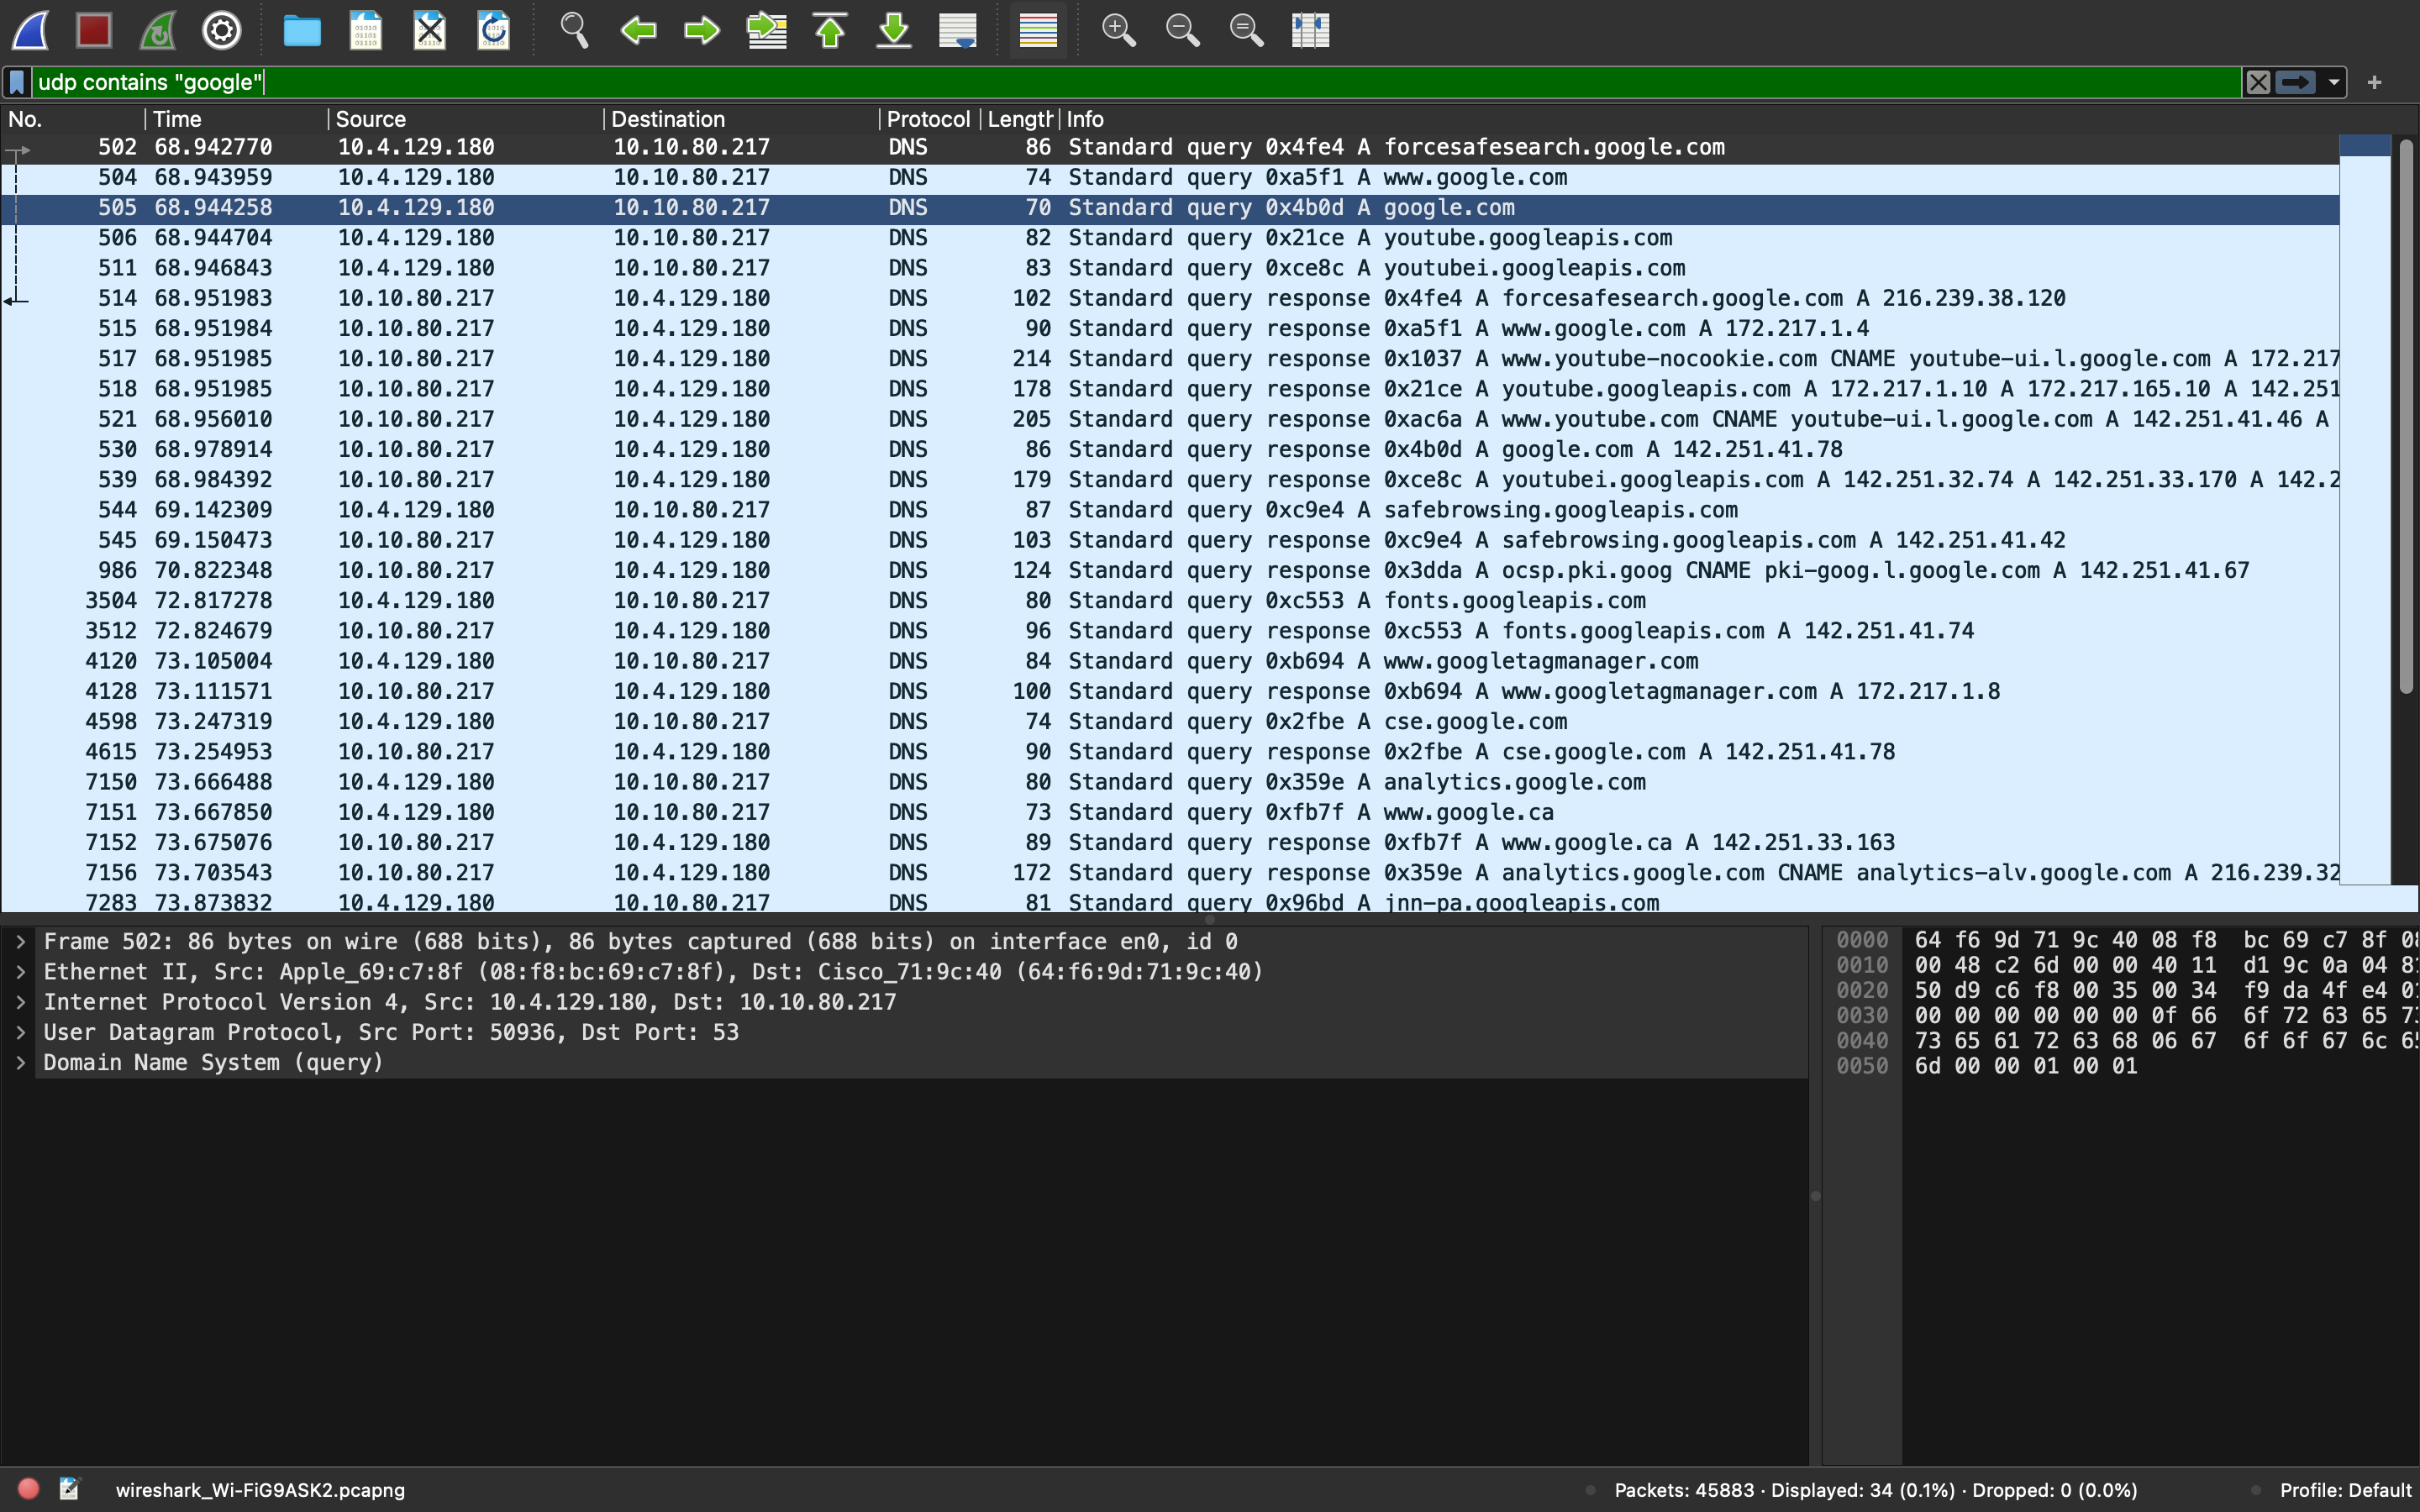 udp contains "google"
No. Time Source Destination Protocol Length Info
502 68.942770 10.4.129.180 10.10.80.217 DNS 86 Standard query 0x4fe4 A forcesafesearch.google.com
504 68.943959 10.4.129.180 10.10.80.217 DNS 74 Standard query 0xa5f1 A www.google.com
505 68.944258 10.4.129.180 10.10.80.217 DNS 70 Standard query 0x4b0d A google.com
506 68.944704 10.4.129.180 10.10.80.217 DNS 82 Standard query 0x21ce A youtube.googleapis.com
511 68.946843 10.4.129.180 10.10.80.217 DNS 83 Standard query 0xce8c A youtubei.googleapis.com
514 68.951983 10.10.80.217 10.4.129.180 DNS 102 Standard query response 0x4fe4 A forcesafesearch.google.com A 216.239.38.120
515 68.951984 10.10.80.217 10.4.129.180 DNS 90 Standard query response 0xa5f1 A www.google.com A 172.217.1.4
517 68.951985 10.10.80.217 10.4.129.180 DNS 214 Standard query response 0x1037 A www.youtube-nocookie.com CNAME youtube-ui.l.google.com A 172.217
518 68.951985 10.10.80.217 10.4.129.180 DNS 178 Standard query response 0x21ce A youtube.googleapis.com A 172.217.1.10 A 172.217.165.10 A 142.251
521 68.956010 10.10.80.217 10.4.129.180 DNS 205 Standard query response 0xac6a A www.youtube.com CNAME youtube-ui.l.google.com A 142.251.41.46 A
530 68.978914 10.10.80.217 10.4.129.180 DNS 86 Standard query response 0x4b0d A google.com A 142.251.41.78
539 68.984392 10.10.80.217 10.4.129.180 DNS 179 Standard query response 0xce8c A youtubei.googleapis.com A 142.251.32.74 A 142.251.33.170 A 142.2
544 69.142309 10.4.129.180 10.10.80.217 DNS 87 Standard query 0xc9e4 A safebrowsing.googleapis.com
545 69.150473 10.10.80.217 10.4.129.180 DNS 103 Standard query response 0xc9e4 A safebrowsing.googleapis.com A 142.251.41.42
986 70.822348 10.10.80.217 10.4.129.180 DNS 124 Standard query response 0x3dda A ocsp.pki.goog CNAME pki-goog.l.google.com A 142.251.41.67
3504 72.817278 10.4.129.180 10.10.80.217 DNS 80 Standard query 0xc553 A fonts.googleapis.com
3512 72.824679 10.10.80.217 10.4.129.180 DNS 96 Standard query response 0xc553 A fonts.googleapis.com A 142.251.41.74
4120 73.105004 10.4.129.180 10.10.80.217 DNS 84 Standard query 0xb694 A www.googletagmanager.com
4128 73.111571 10.10.80.217 10.4.129.180 DNS 100 Standard query response 0xb694 A www.googletagmanager.com A 172.217.1.8
4598 73.247319 10.4.129.180 10.10.80.217 DNS 74 Standard query 0x2fbe A cse.google.com
4615 73.254953 10.10.80.217 10.4.129.180 DNS 90 Standard query response 0x2fbe A cse.google.com A 142.251.41.78
7150 73.666488 10.4.129.180 10.10.80.217 DNS 80 Standard query 0x359e A analytics.google.com
7151 73.667850 10.4.129.180 10.10.80.217 DNS 73 Standard query 0xfb7f A www.google.ca
7152 73.675076 10.10.80.217 10.4.129.180 DNS 89 Standard query response 0xfb7f A www.google.ca A 142.251.33.163
7156 73.703543 10.10.80.217 10.4.129.180 DNS 172 Standard query response 0x359e A analytics.google.com CNAME analytics-alv.google.com A 216.239.32
7283 73.873832 10.4.129.180 10.10.80.217 DNS 81 Standard query 0x96bd A jnn-pa.googleapis.com
Frame 502: 86 bytes on wire (688 bits), 86 bytes captured (688 bits) on interface en0, id 0
Ethernet II, Src: Apple_69:c7:8f (08:f8:bc:69:c7:8f), Dst: Cisco_71:9c:40 (64:f6:9d:71:9c:40)
Internet Protocol Version 4, Src: 10.4.129.180, Dst: 10.10.80.217
User Datagram Protocol, Src Port: 50936, Dst Port: 53
Domain Name System (query)
0000 64 f6 9d 71 9c 40 08 f8 bc 69 c7 8f
0010 00 48 c2 6d 00 00 40 11 d1 9c 0a 04
0020 50 d9 c6 f8 00 35 00 34 f9 da 4f e4
0030 00 00 00 00 00 00 0f 66 6f 72 63 65
0040 73 65 61 72 63 68 06 67 6f 6f 67 6c
0050 6d 00 00 01 00 01
wireshark_Wi-FiG9ASK2.pcapng
Packets: 45883 · Displayed: 34 (0.1%) · Dropped: 0 (0.0%)
Profile: Default